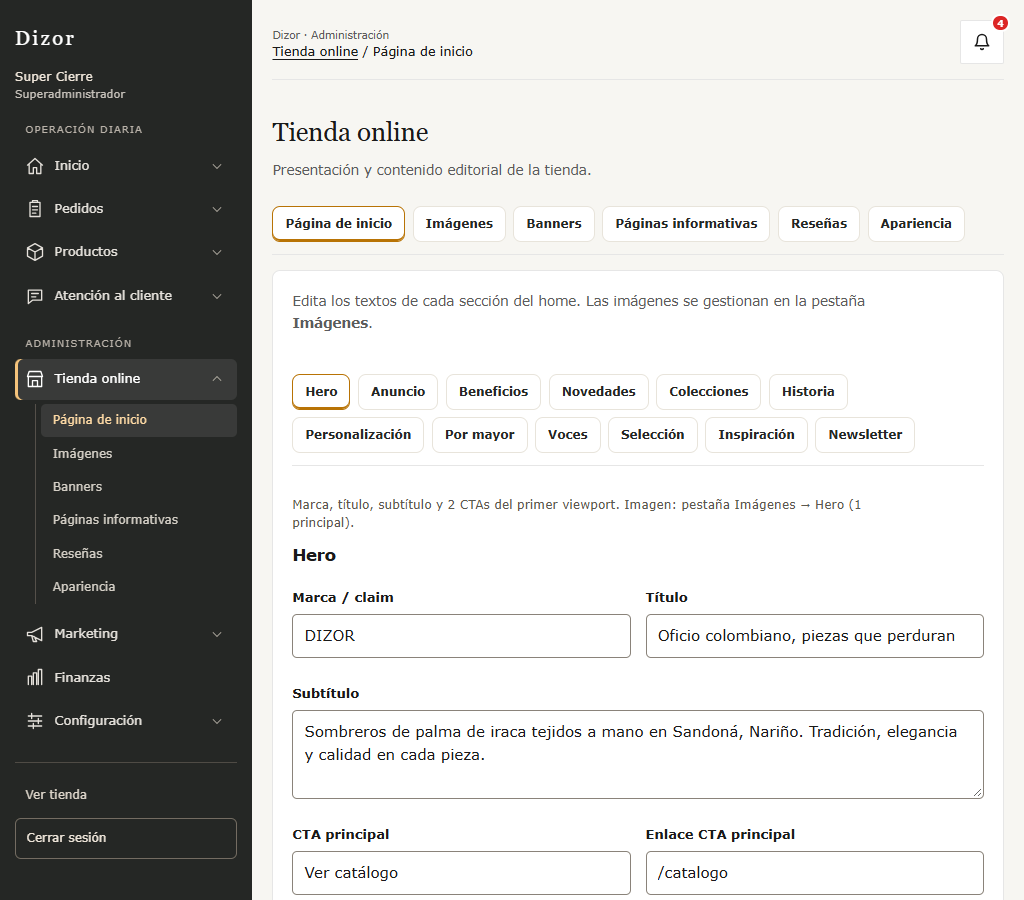 Dizor
Super Cierre
Superadministrador
OPERACIÓN DIARIA
Inicio
Pedidos
Productos
Atención al cliente
ADMINISTRACIÓN
Tienda online
Página de inicio
Imágenes
Banners
Páginas informativas
Reseñas
Apariencia
Marketing
Finanzas
Configuración
Ver tienda
Cerrar sesión
Dizor · Administración
Tienda online / Página de inicio
4
Tienda online
Presentación y contenido editorial de la tienda.
Página de inicio Imágenes Banners Páginas informativas Reseñas Apariencia
Edita los textos de cada sección del home. Las imágenes se gestionan en la pestaña
Imágenes.
Hero Anuncio Beneficios Novedades Colecciones Historia
Personalización Por mayor Voces Selección Inspiración Newsletter
Marca, título, subtítulo y 2 CTAs del primer viewport. Imagen: pestaña Imágenes → Hero (1
principal).
Hero
Marca / claim Título
DIZOR Oficio colombiano, piezas que perduran
Subtítulo
Sombreros de palma de iraca tejidos a mano en Sandoná, Nariño. Tradición, elegancia
y calidad en cada pieza.
CTA principal Enlace CTA principal
Ver catálogo /catalogo